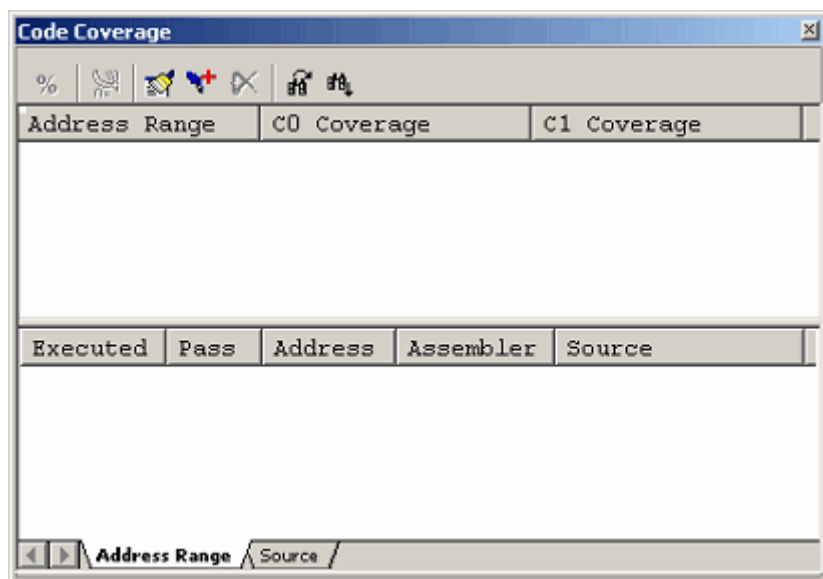 Code Coverage
%
Address Range C0 Coverage C1 Coverage
Executed Pass Address Assembler Source
Address Range Source